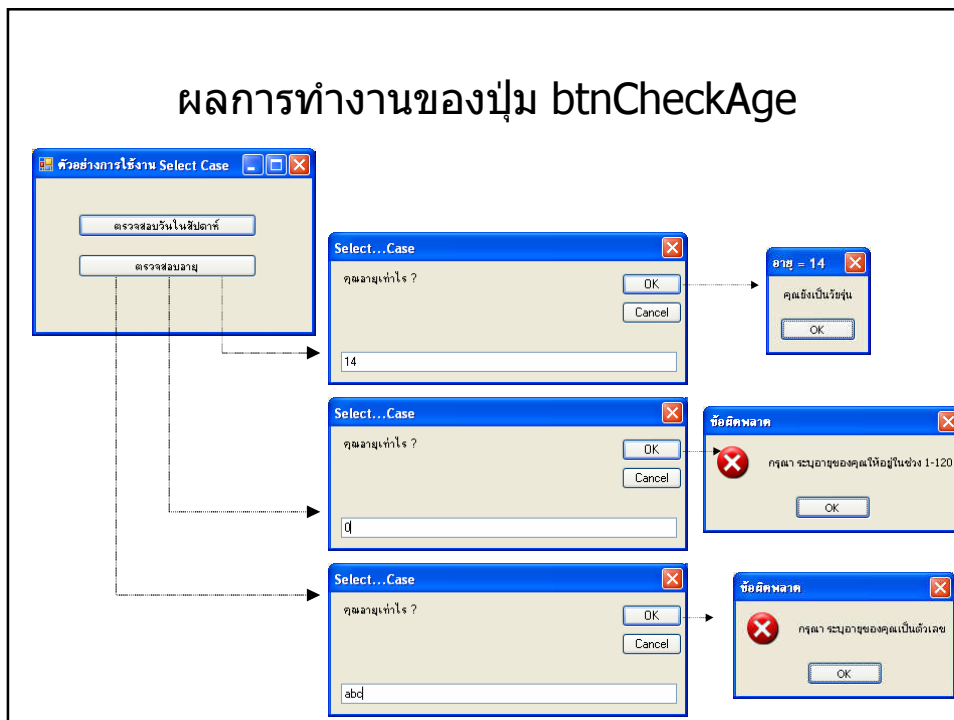 ผลการทำงานของปุ่ม btnCheckAge
ตัวอย่างการใช้งาน Select Case
ตรวจสอบวันในสัปดาห์
ตรวจสอบอายุ
Select...Case
คุณอายุเท่าไร ?
OK
Cancel
14
อายุ = 14
คุณยังเป็นวัยรุ่น
OK
Select...Case
คุณอายุเท่าไร ?
OK
Cancel
0
ข้อผิดพลาด
กรุณา ระบุอายุของคุณให้อยู่ในช่วง 1-120
OK
Select...Case
คุณอายุเท่าไร ?
OK
Cancel
abc
ข้อผิดพลาด
กรุณา ระบุอายุของคุณเป็นตัวเลข
OK